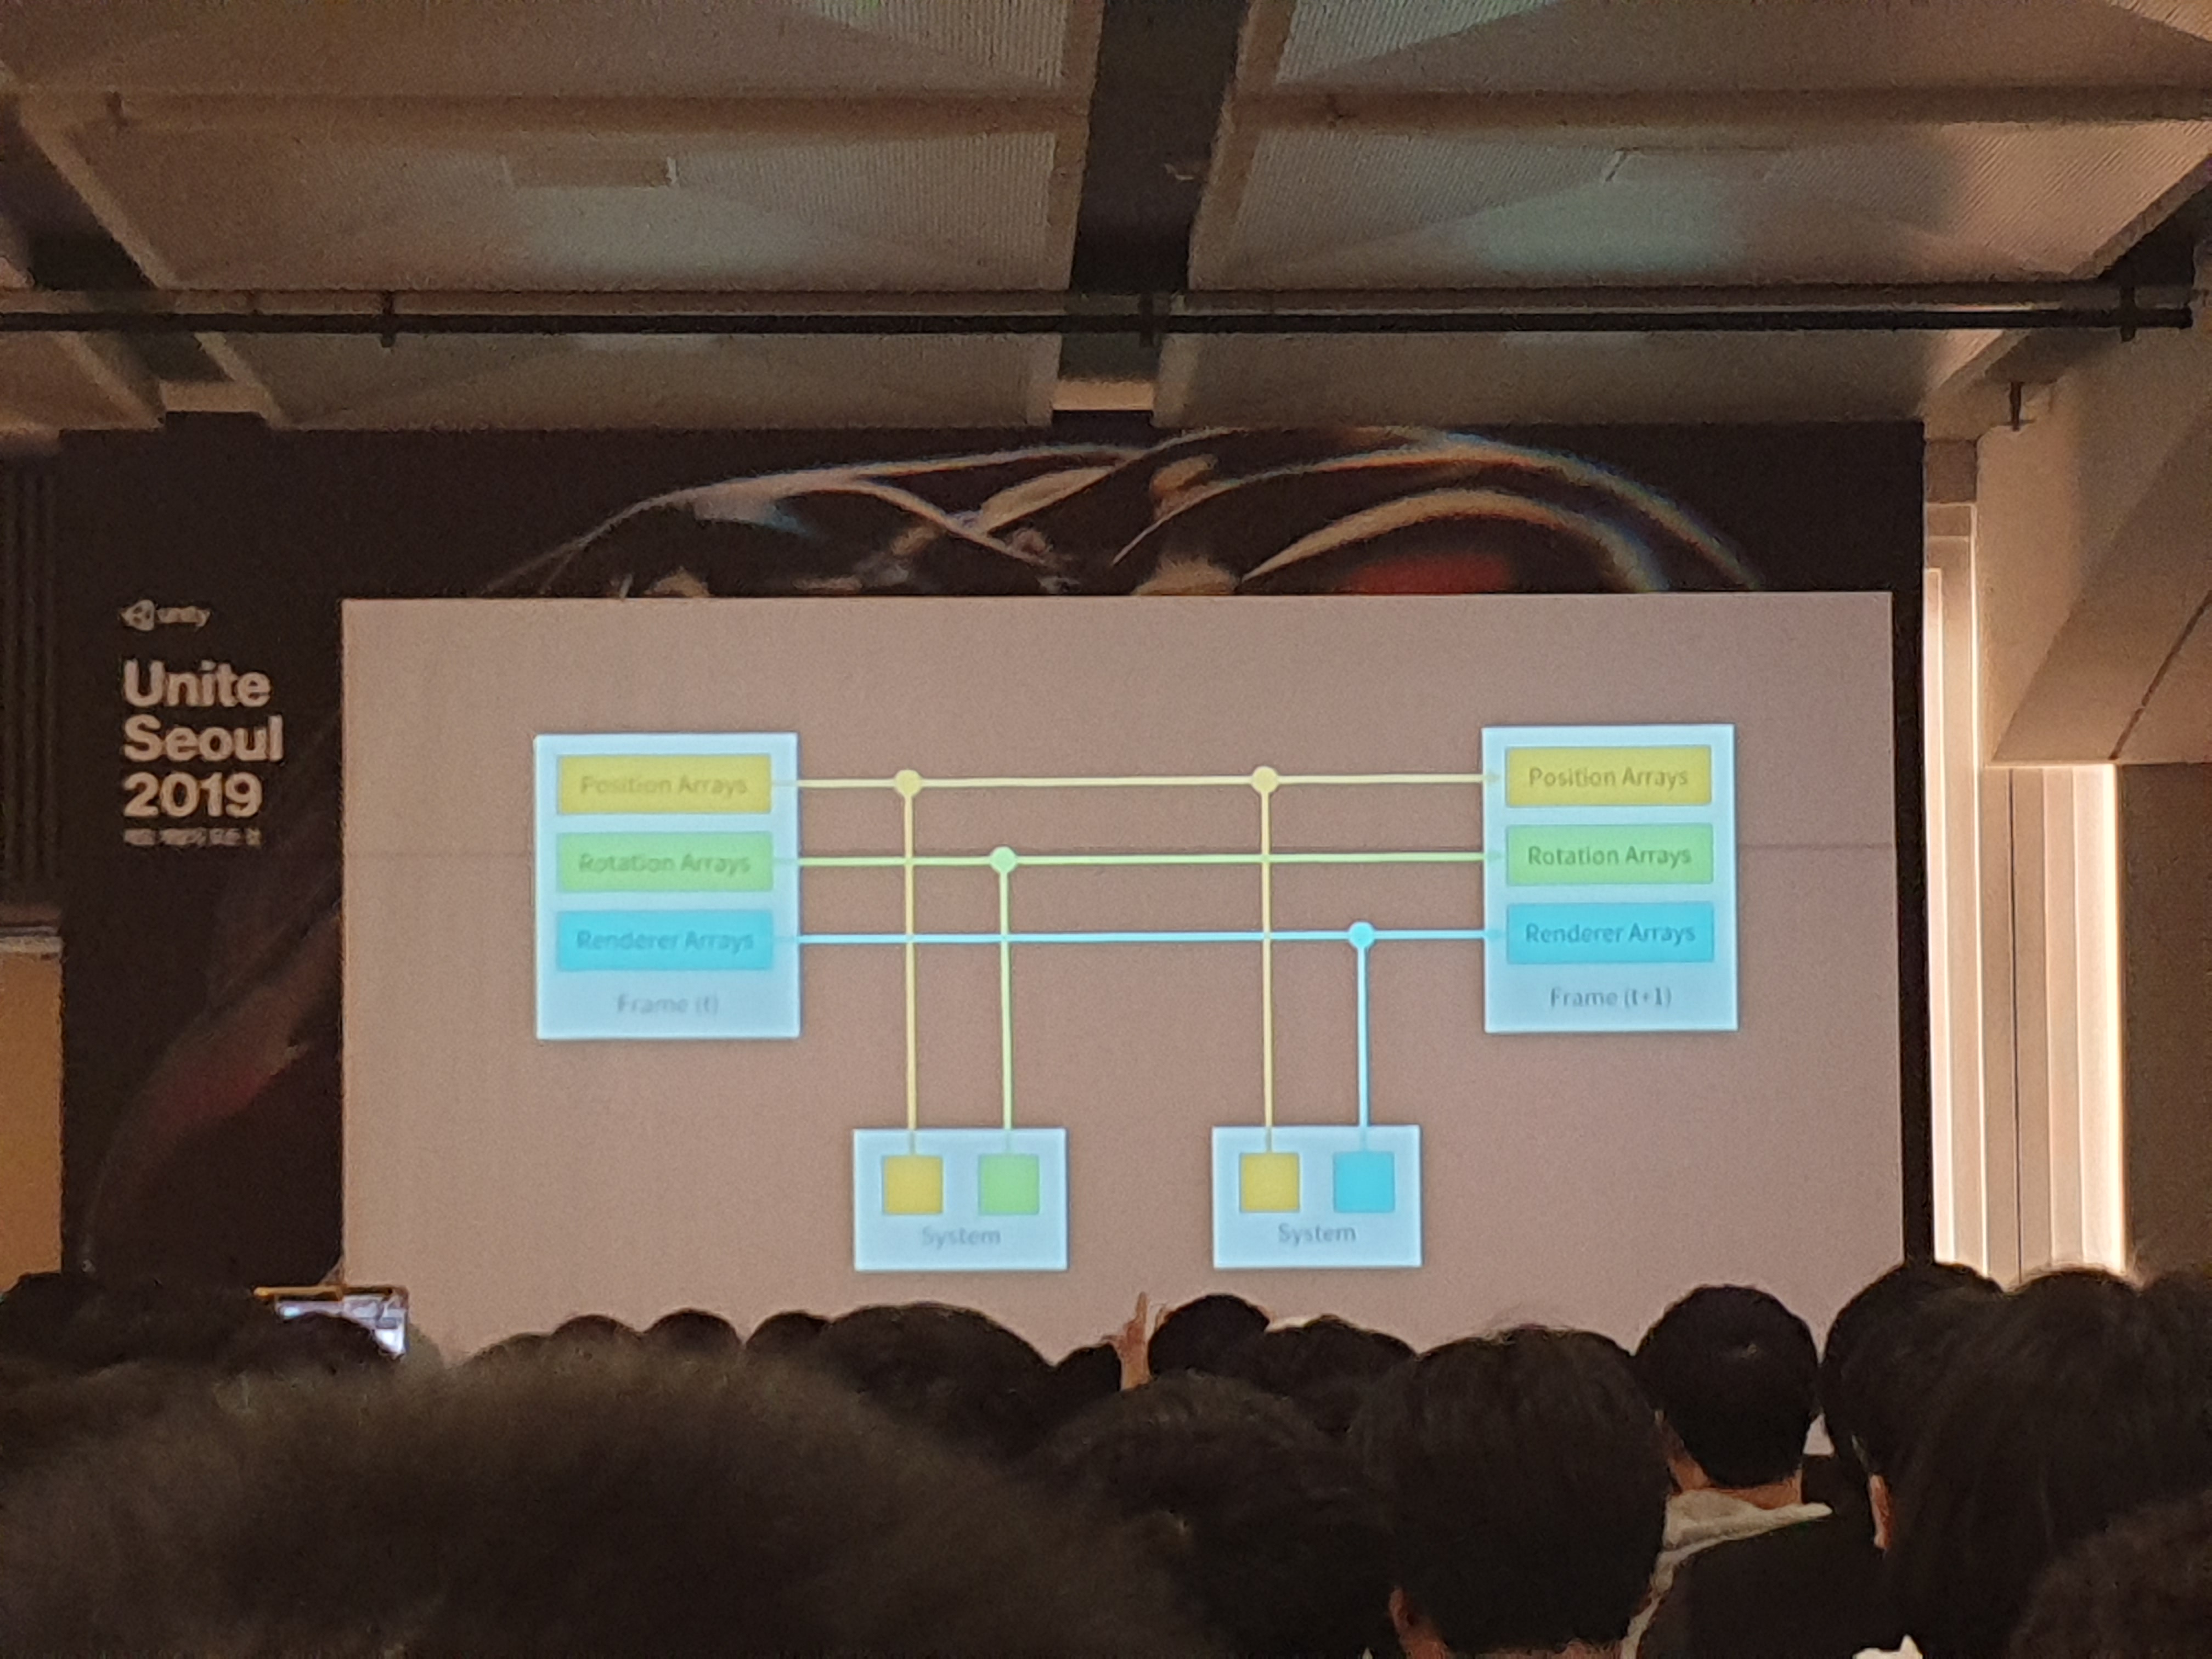 unity
Unite
Seoul
2019
Position Arrays
Rotation Arrays
Renderer Arrays
Frame (t)
Position Arrays
Rotation Arrays
Renderer Arrays
Frame (t+1)
System
System